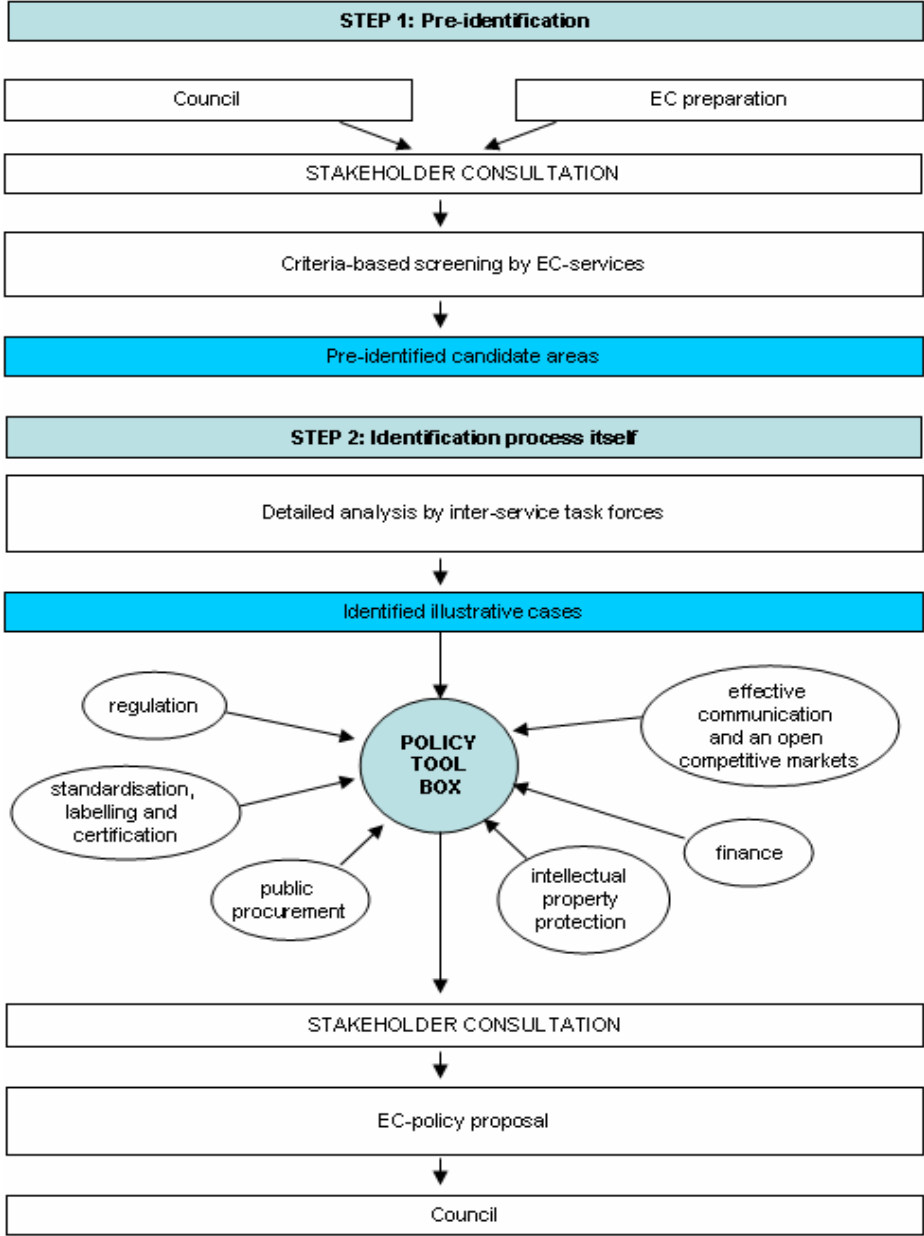 STEP 1: Pre-identification
Council
EC preparation
STAKEHOLDER CONSULTATION
Criteria-based screening by EC-services
Pre-identified candidate areas
STEP 2: Identification process itself
Detailed analysis by inter-service task forces
Identified illustrative cases
regulation
effective
communication
and an open
competitive markets
POLICY
TOOL
BOX
standardisation,
labelling and
certification
finance
public
procurement
intellectual
property
protection
STAKEHOLDER CONSULTATION
EC-policy proposal
Council